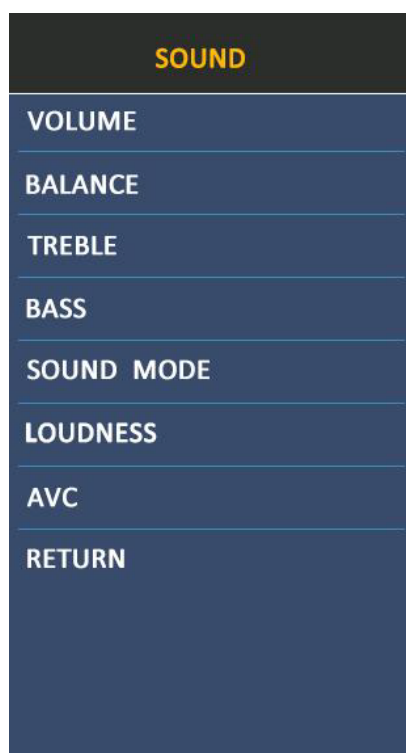 SOUND
VOLUME
BALANCE
TREBLE
BASS
SOUND MODE
LOUDNESS
AVC
RETURN